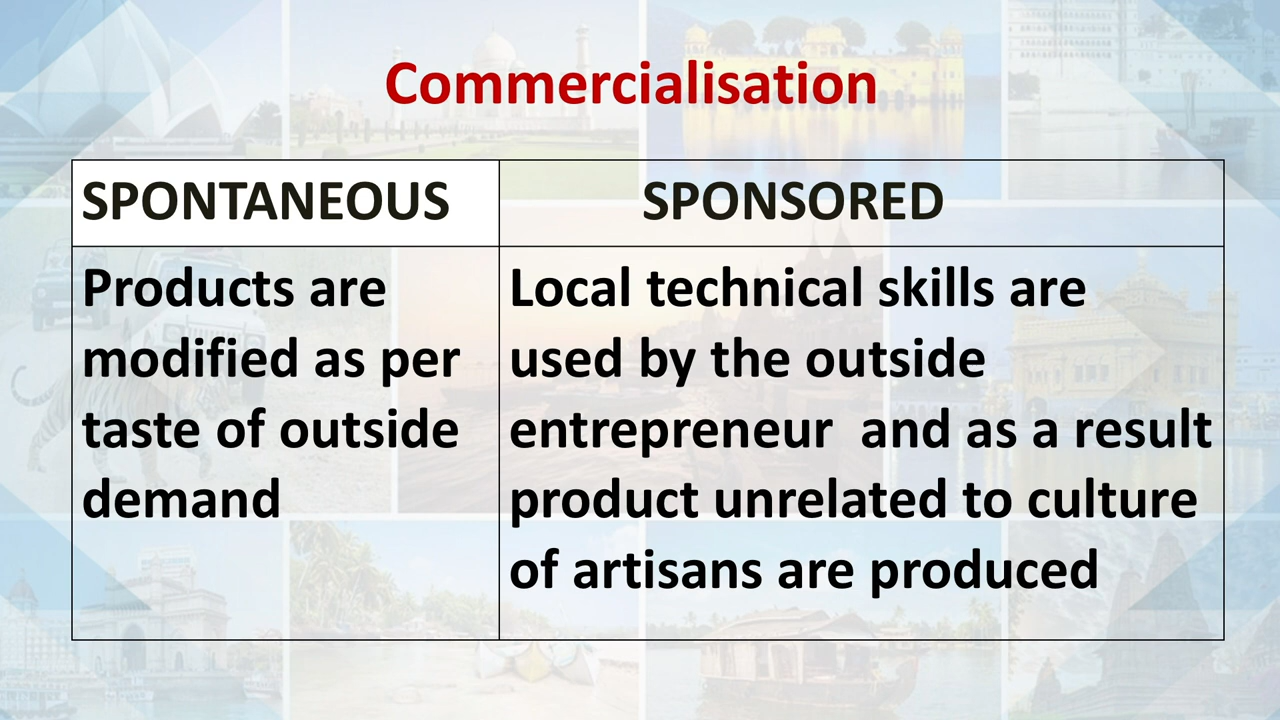 Commercialisation
SPONTANEOUS
SPONSORED
Products are
modified as per
taste of outside
demand
Local technical skills are
used by the outside
entrepreneur  and as a result
product unrelated to culture
of artisans are produced